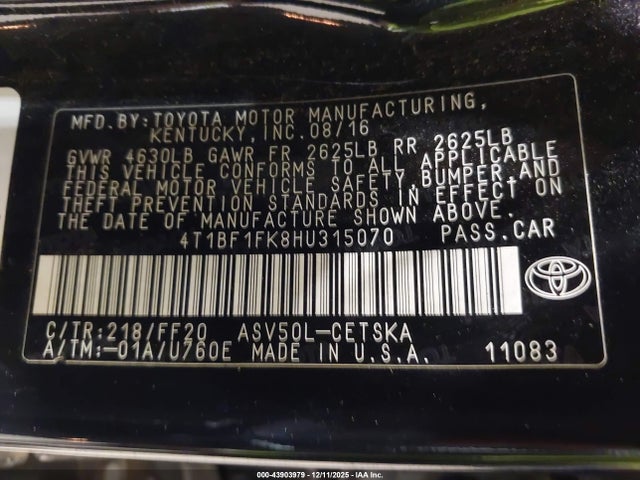 MFD.BY:TOYOTA MOTOR MANUFACTURING,
KENTUCKY, INC. 08/16
GVWR 4630LB GAWR FR 2625LB RR 2625LB
THIS VEHICLE CONFORMS TO ALL APPLICABLE
FEDERAL MOTOR VEHICLE SAFETY,BUMPER,AND
THEFT PREVENTION STANDARDS IN EFFECT ON
THE DATE OF MANUFACTURE SHOWN ABOVE.
4T1BF1FK8HU315070 PASS.CAR
C/TR:218/FF20 ASV50L-CETSKA
A/TM:-01A/U760E MADE IN U.S.A. 11083
000-43903979 - 12/11/2025 - IAA Inc.